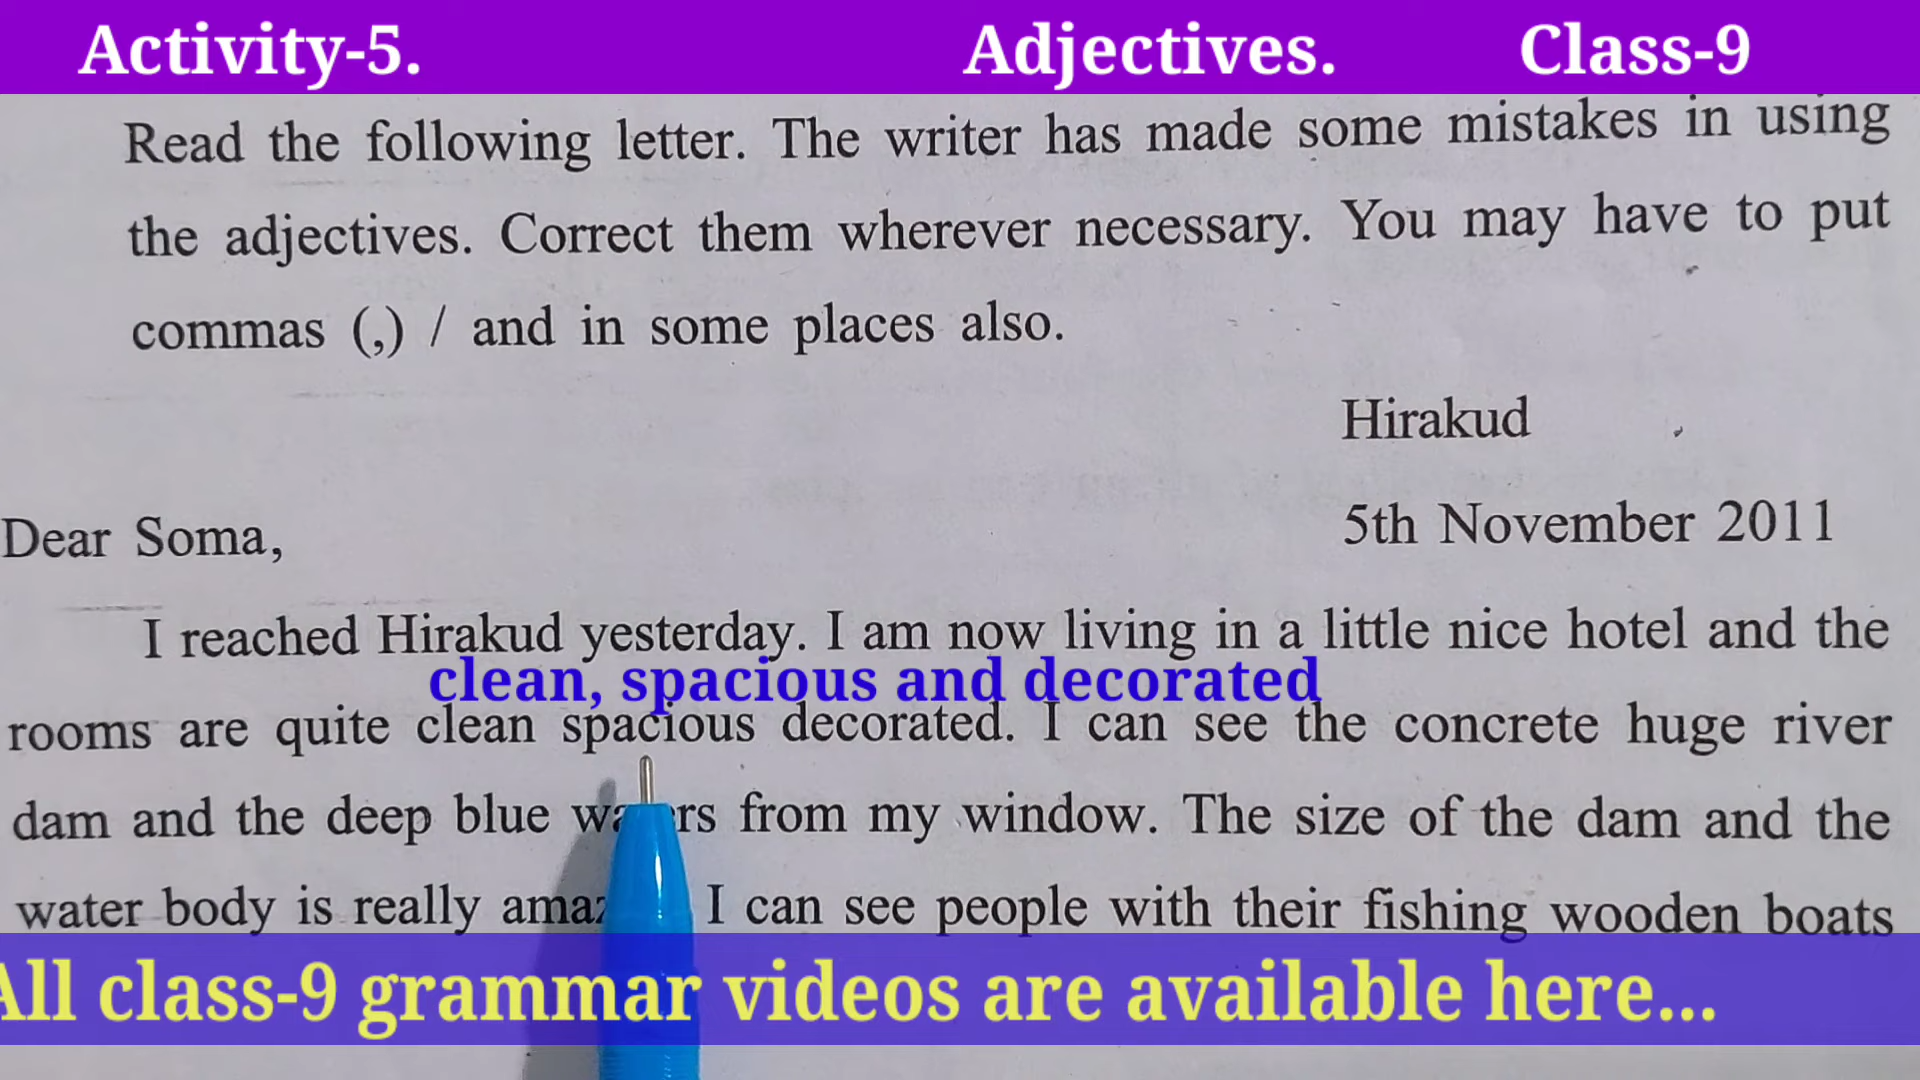 Activity-5. Adjectives. Class-9
Read the following letter. The writer has made some mistakes in using
the adjectives. Correct them wherever necessary. You may have to put
commas (,) / and in some places also.
Hirakud
5th November 2011
Dear Soma,
I reached Hirakud yesterday. I am now living in a little nice hotel and the
clean, spacious and decorated
rooms are quite clean spacious decorated. I can see the concrete huge river
dam and the deep blue from my window. The size of the dam and the
water body is really I can see people with their fishing wooden boats
All class-9 grammar videos are available here...